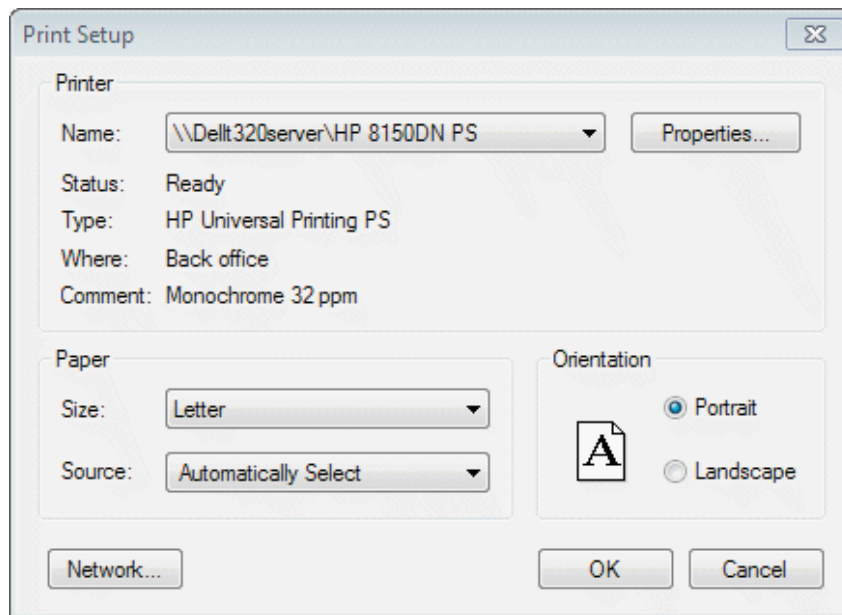 Print Setup
Printer
Name: \\Dellt320server\HP 8150DN PS Properties...
Status: Ready
Type: HP Universal Printing PS
Where: Back office
Comment: Monochrome 32 ppm
Paper
Size: Letter
Source: Automatically Select
Orientation
A
Portrait
Landscape
Network... OK Cancel